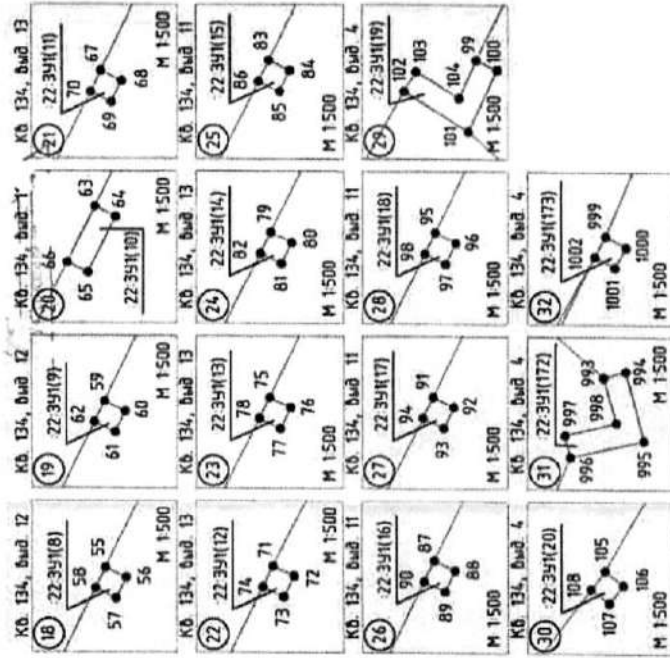 Кв. 134, выд. 12
18
:22:ЗУ1(8)
58
55
57
56
М 1:500
Кв. 134, выд. 12
19
:22:ЗУ1(9)
62
59
61
60
М 1:500
Кв. 134, выд.
20
66
63
65
64
:22:ЗУ1(10)
М 1:500
Кв. 134, выд. 13
21
:22:ЗУ1(11)
70
67
69
68
М 1:500
Кв. 134, выд. 13
22
:22:ЗУ1(12)
74
71
73
72
М 1:500
Кв. 134, выд. 13
23
:22:ЗУ1(13)
78
75
77
76
М 1:500
Кв. 134, выд. 13
24
:22:ЗУ1(14)
82
79
81
80
М 1:500
Кв. 134, выд. 11
25
:22:ЗУ1(15)
86
83
85
84
М 1:500
Кв. 134, выд. 11
26
:22:ЗУ1(16)
90
87
89
88
М 1:500
Кв. 134, выд. 11
27
:22:ЗУ1(17)
94
91
93
92
М 1:500
Кв. 134, выд. 11
28
:22:ЗУ1(18)
98
95
97
96
М 1:500
Кв. 134, выд. 4
29
:22:ЗУ1(19)
102
103
104
99
101
100
М 1:500
Кв. 134, выд. 4
30
:22:ЗУ1(20)
108
105
107
106
М 1:500
Кв. 134, выд. 4
31
:22:ЗУ1(172)
997
993
996
998
994
995
М 1:500
Кв. 134, выд. 4
32
:22:ЗУ1(173)
1002
999
1001
1000
М 1:500